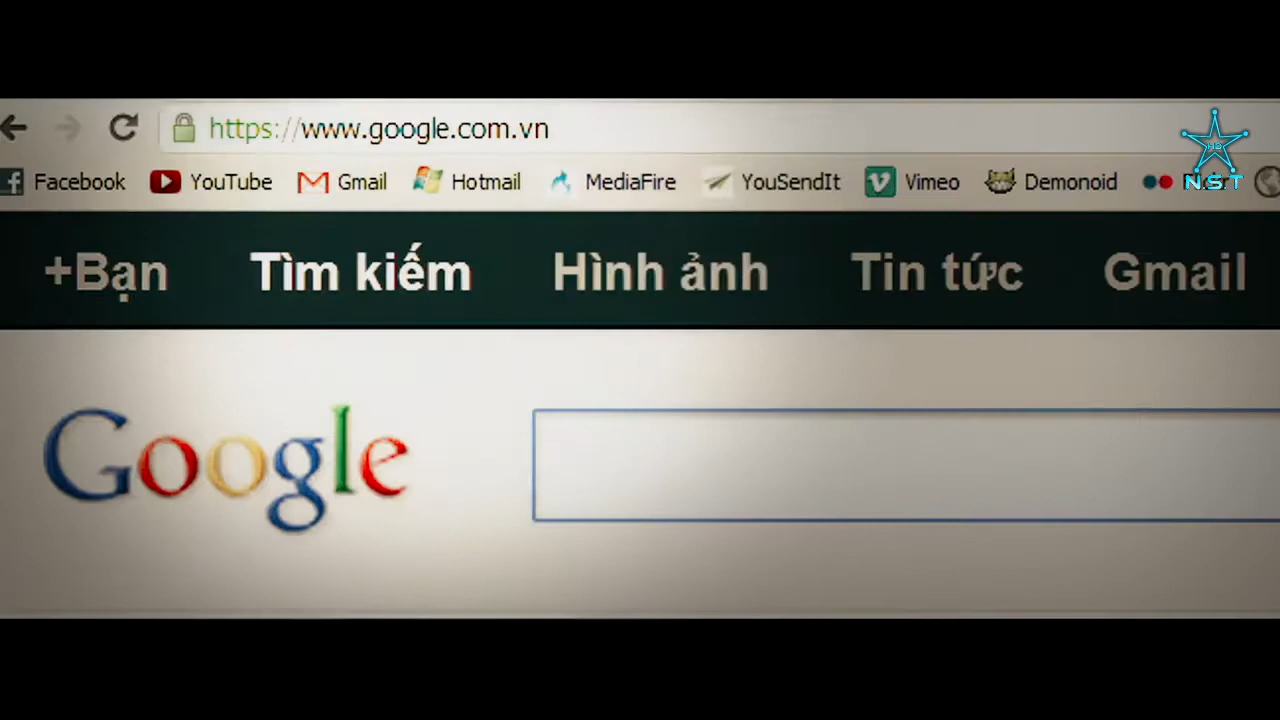 https://www.google.com.vn
Facebook YouTube Gmail Hotmail MediaFire YouSendIt Vimeo Demonoid
HD
N.S.T
+Bạn Tìm kiếm Hình ảnh Tin tức Gmail
Google